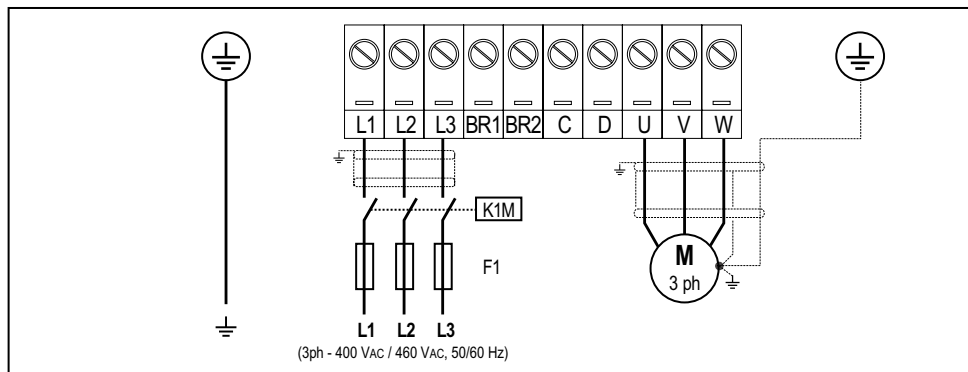 L1 L2 L3 BR1 BR2 C D U V W
K1M
F1
M
3 ph
L1 L2 L3
(3ph - 400 VAC / 460 VAC, 50/60 Hz)